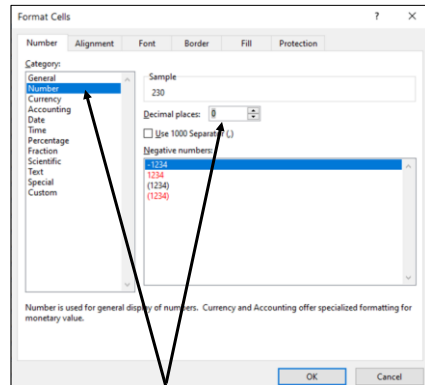 Format Cells ? ×
Number Alignment Font Border Fill Protection
Category:
General
Number
Currency
Accounting
Date
Time
Percentage
Fraction
Scientific
Text
Special
Custom
Sample
230
Decimal places: 0
Use 1000 Separator (,)
Negative numbers:
-1234
1234
(1234)
(1234)
Number is used for general display of numbers. Currency and Accounting offer specialized formatting for
monetary value.
OK Cancel